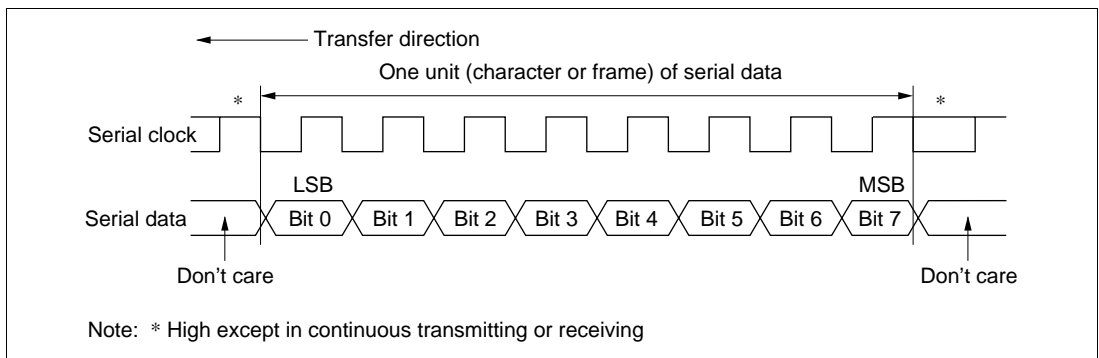 Transfer direction
One unit (character or frame) of serial data
* *
Serial clock
LSB MSB
Serial data Bit 0 Bit 1 Bit 2 Bit 3 Bit 4 Bit 5 Bit 6 Bit 7
Don’t care Don’t care
Note: * High except in continuous transmitting or receiving